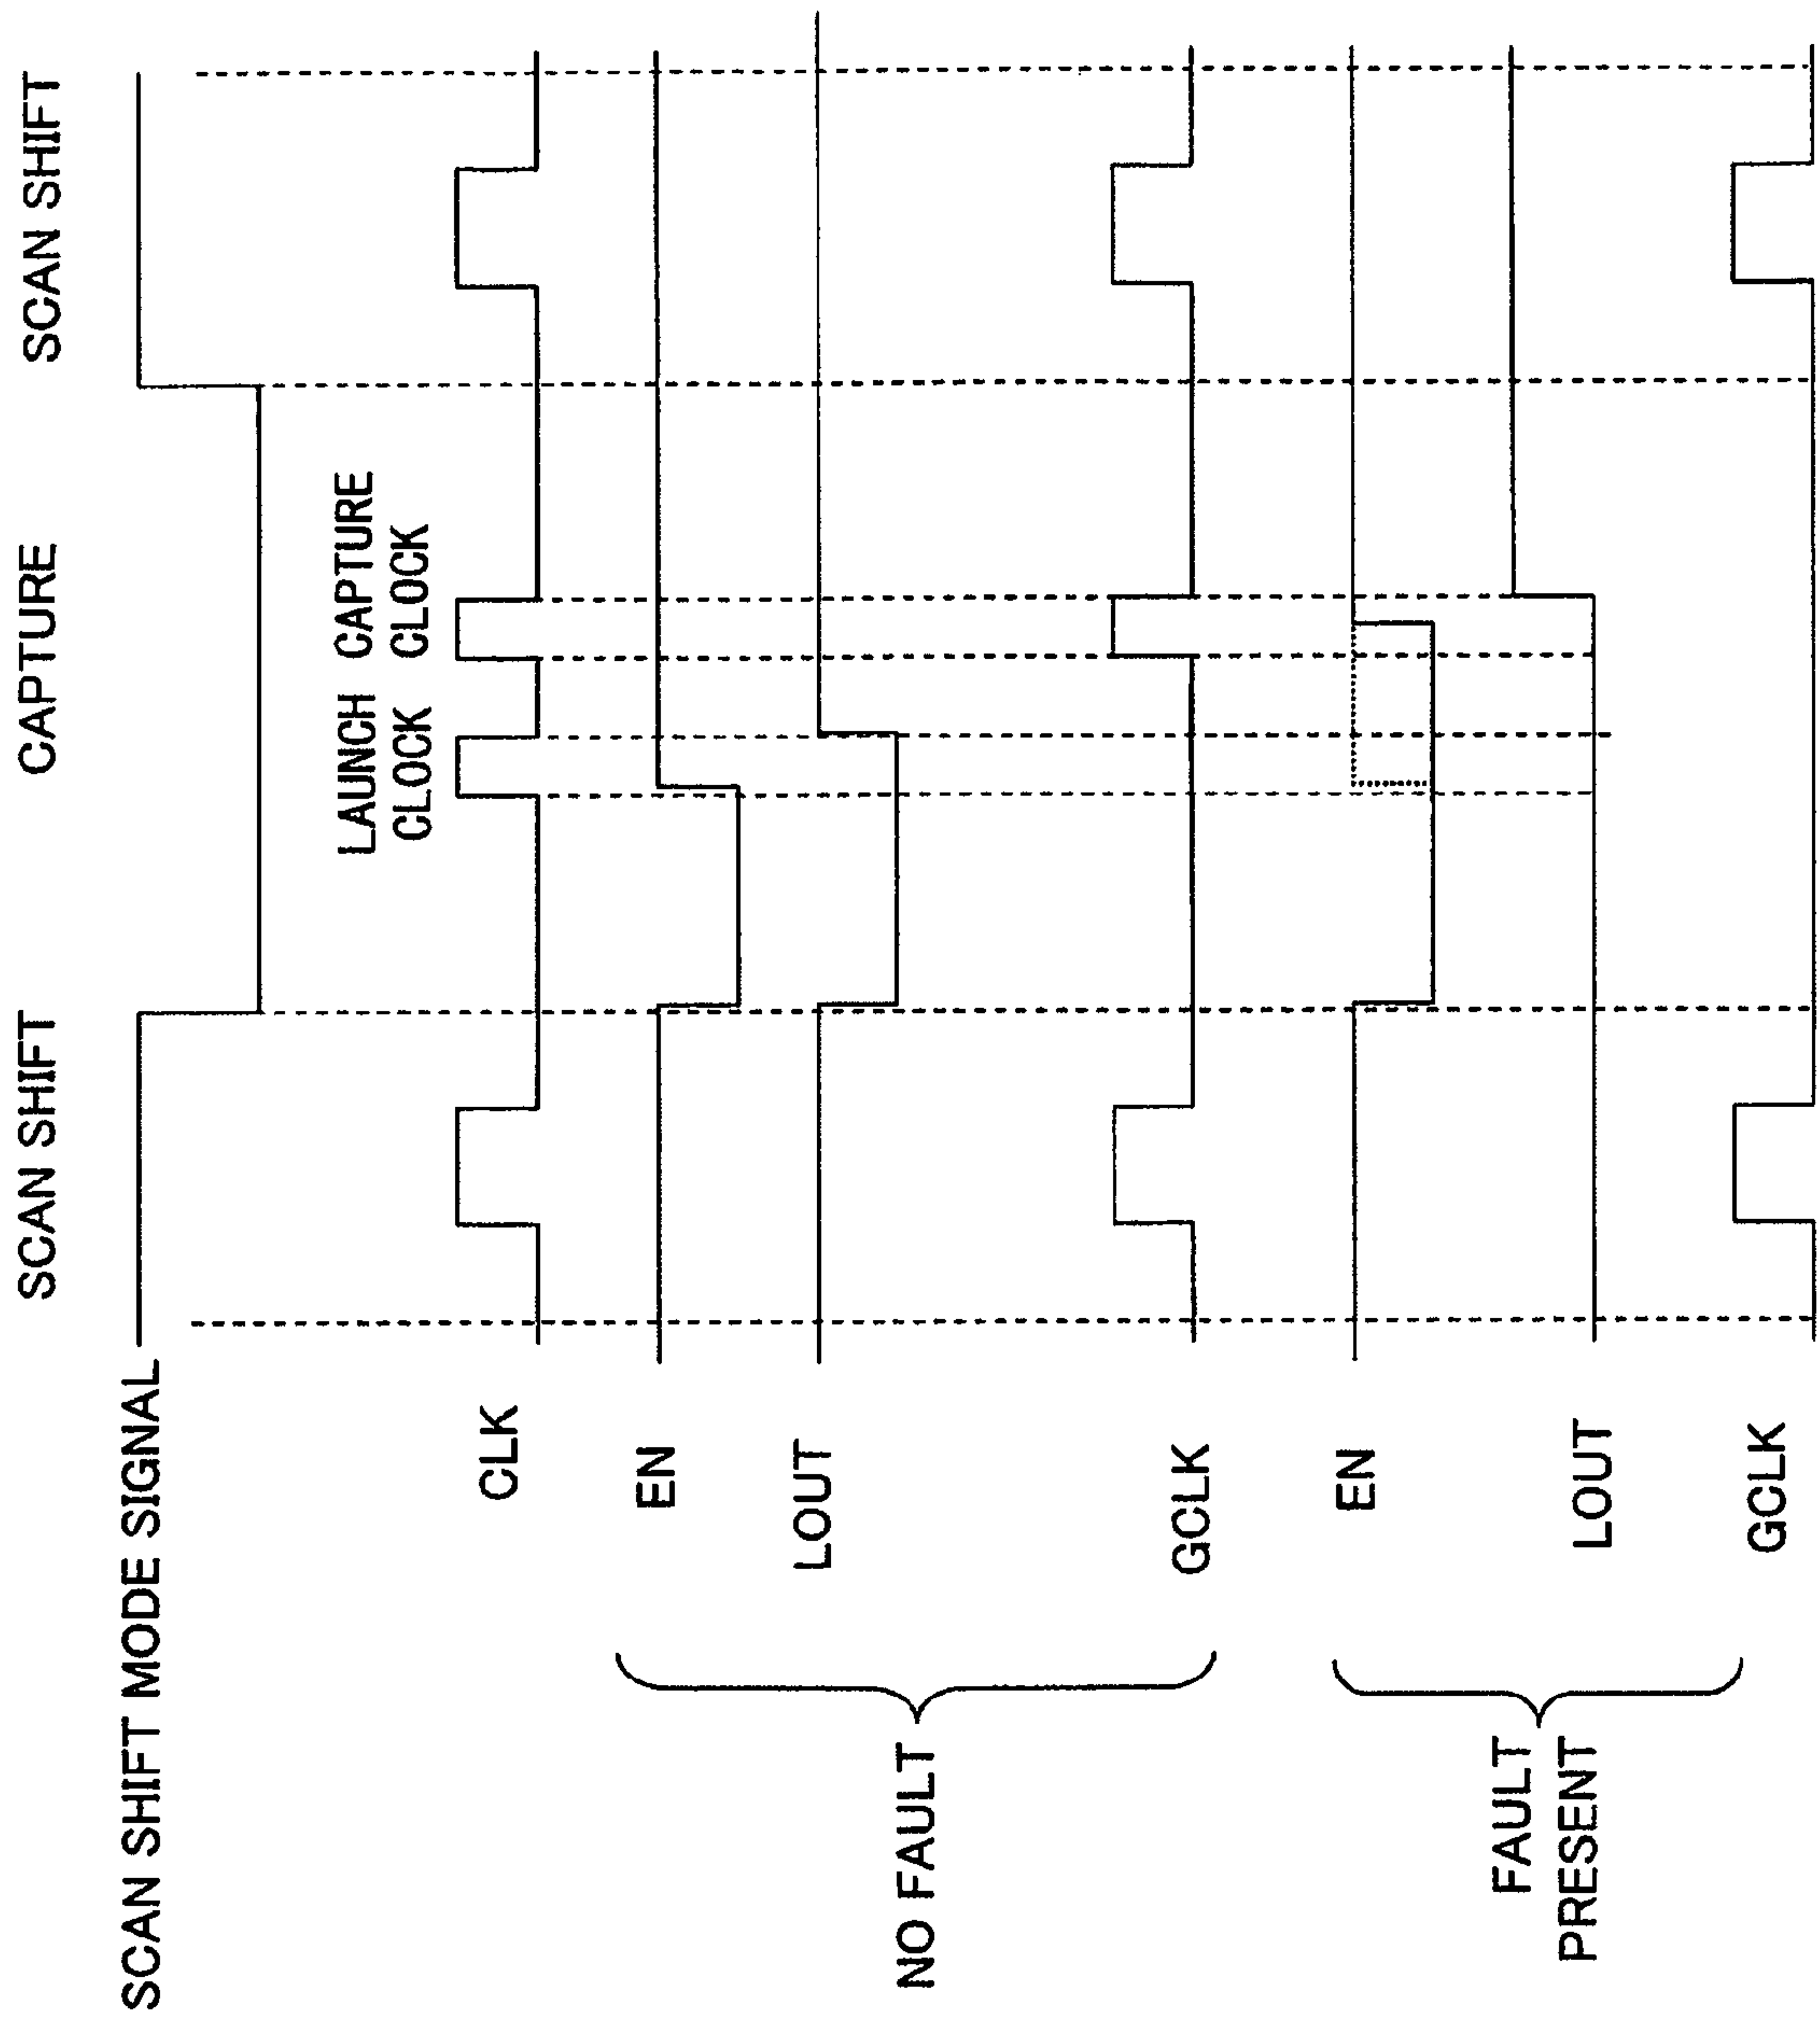 SCAN SHIFT
CAPTURE
SCAN SHIFT
SCAN SHIFT MODE SIGNAL
LAUNCH CAPTURE
CLOCK CLOCK
CLK
NO FAULT
EN
LOUT
GCLK
FAULT
PRESENT
EN
LOUT
GCLK